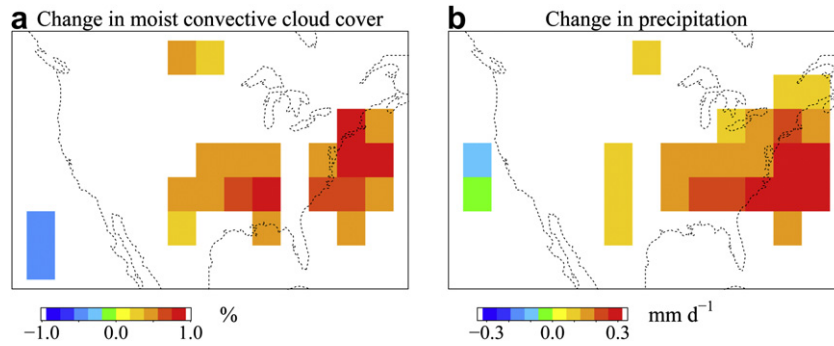 a Change in moist convective cloud cover
b Change in precipitation
−1.0 0.0 1.0 %
−0.3 0.0 0.3 mm d⁻¹